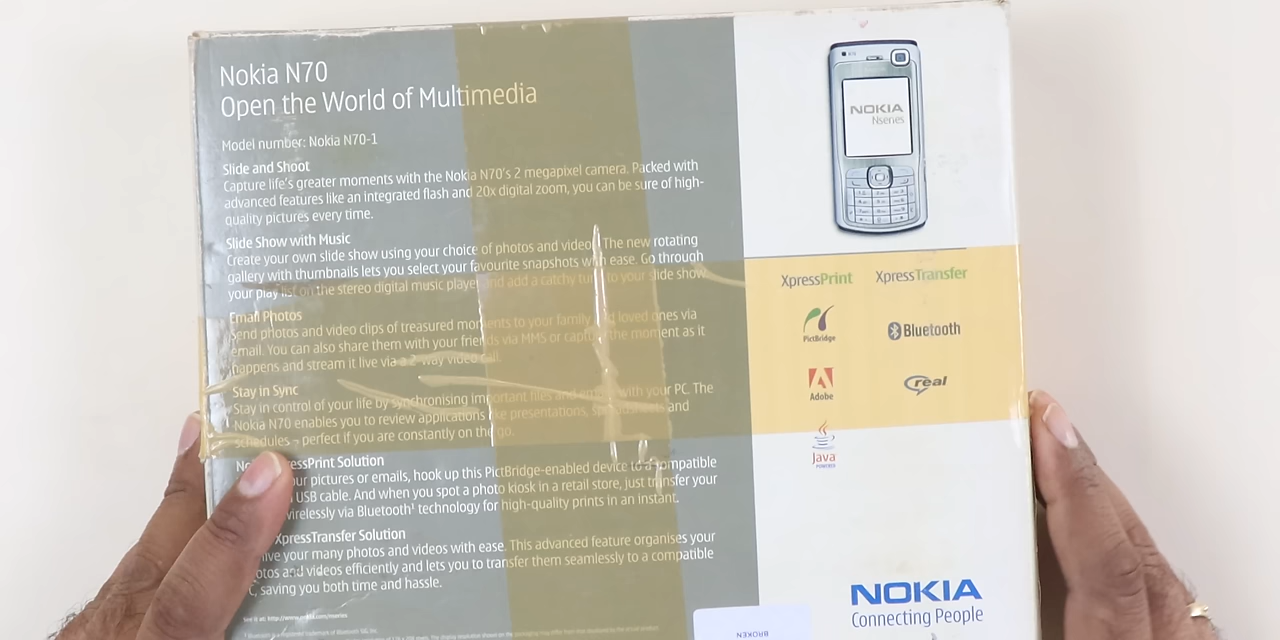 Nokia N70
Open the World of Multimedia
Model number: Nokia N70-1
Slide and Shoot
Capture life's greater moments with the Nokia N70's 2 megapixel camera. Packed with
advanced features like an integrated flash and 20x digital zoom, you can be sure of high-
quality pictures every time.
Slide Show with Music
Create your own slide show using your choice of photos and video. The new rotating
gallery with thumbnails lets you select your favourite snapshots with ease. Go through
your play list on the stereo digital music player and add a catchy tune to your slide show.
Email Photos
Send photos and video clips of treasured moments to your family and loved ones via
email. You can also share them with your friends via MMS or capture the moment as it
happens and stream it live via a 2-way video call.
Stay in Sync
Stay in control of your life by synchronising important files and emails with your PC. The
Nokia N70 enables you to review applications like presentations, spreadsheets and
schedules – perfect if you are constantly on the go.
XpressPrint Solution
your pictures or emails, hook up this PictBridge-enabled device to a compatible
USB cable. And when you spot a photo kiosk in a retail store, just transfer your
wirelessly via Bluetooth¹ technology for high-quality prints in an instant.
XpressTransfer Solution
your many photos and videos with ease. This advanced feature organises your
photos and videos efficiently and lets you to transfer them seamlessly to a compatible
saving you both time and hassle.
See it at: http://www.
NOKIA
Nseries
XpressPrint XpressTransfer
PictBridge Bluetooth
Adobe real
Java
POWERED
NOKIA
Connecting People
BROKEN